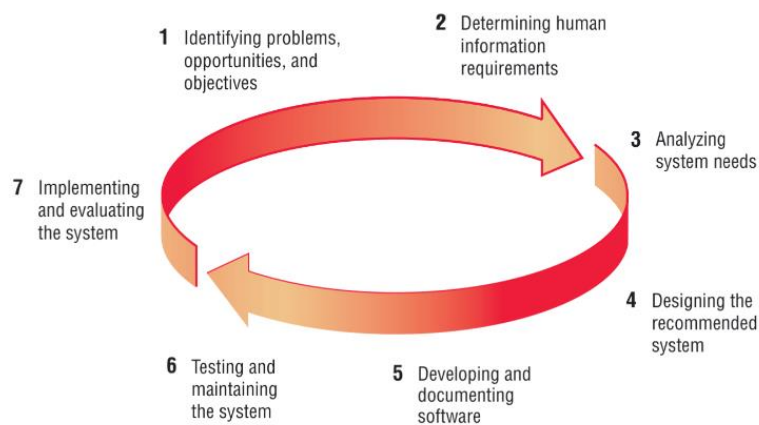 1 Identifying problems,
opportunities, and
objectives
2 Determining human
information
requirements
3 Analyzing
system needs
4 Designing the
recommended
system
5 Developing and
documenting
software
6 Testing and
maintaining
the system
7 Implementing
and evaluating
the system